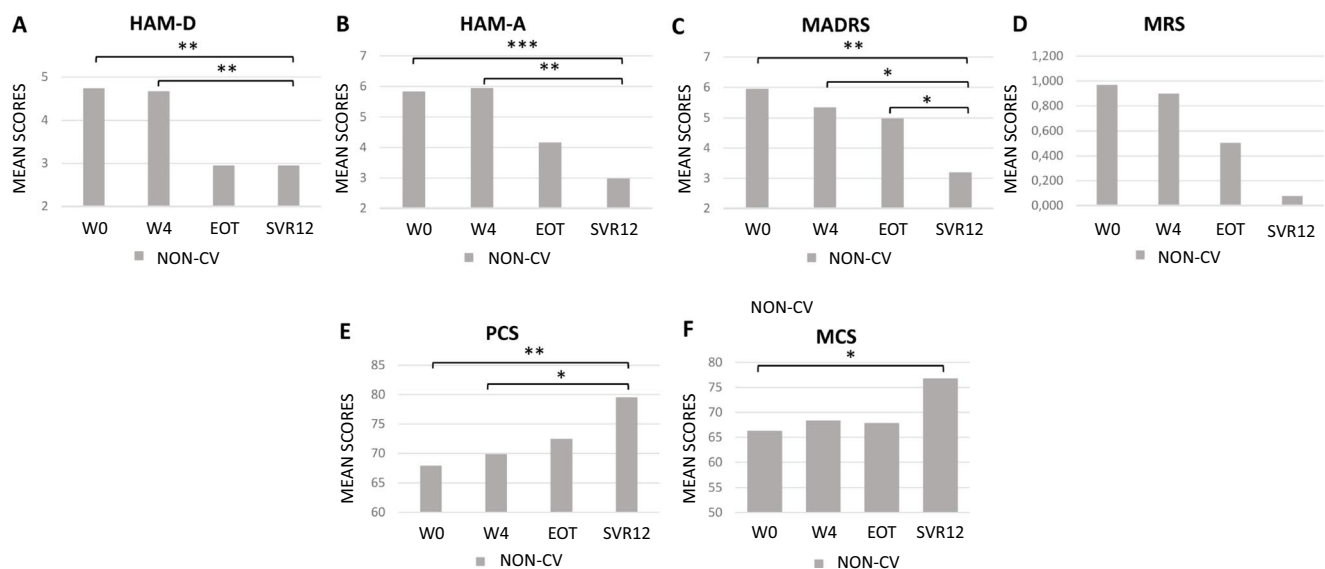 A HAM-D
**
**
MEAN SCORES
5
4
3
2
W0 W4 EOT SVR12
NON-CV
B HAM-A
***
**
MEAN SCORES
7
6
5
4
3
2
W0 W4 EOT SVR12
NON-CV
C MADRS
**
*
*
MEAN SCORES
7
6
5
4
3
2
W0 W4 EOT SVR12
NON-CV
D MRS
MEAN SCORES
1,200
1,000
0,800
0,600
0,400
0,200
0,000
W0 W4 EOT SVR12
NON-CV
E PCS
**
*
MEAN SCORES
85
80
75
70
65
60
W0 W4 EOT SVR12
NON-CV
NON-CV
F MCS
*
MEAN SCORES
80
75
70
65
60
55
50
W0 W4 EOT SVR12
NON-CV